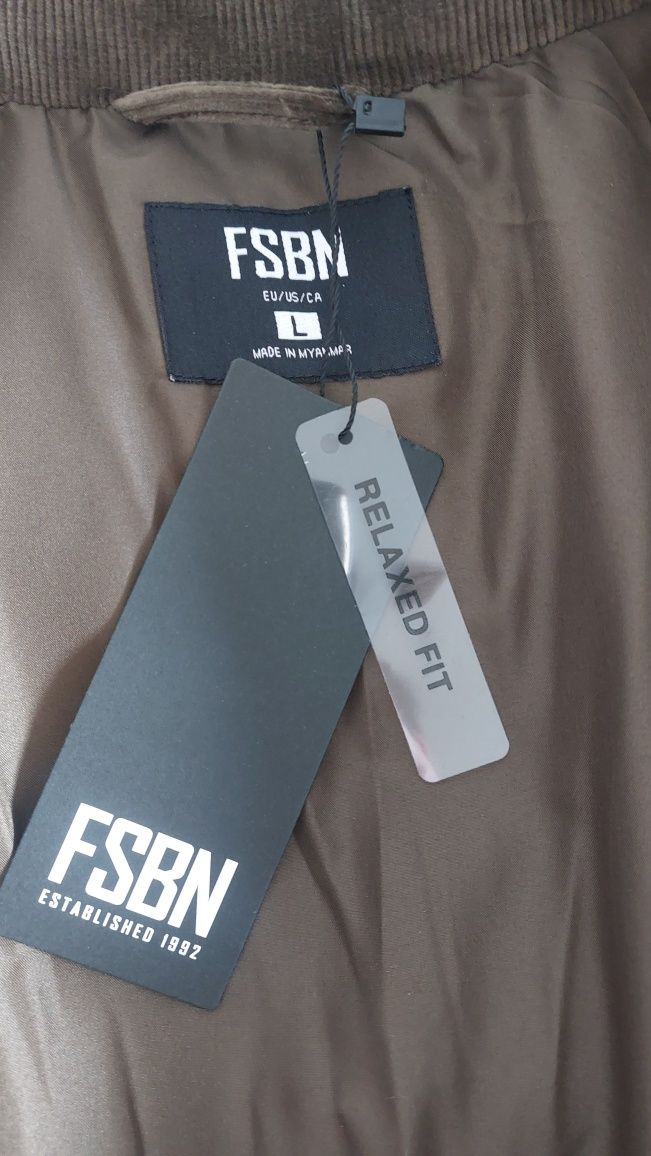 FSBN
EU/US/CA
L
MADE IN MYANMAR
RELAXED FIT
FSBN
ESTABLISHED 1992